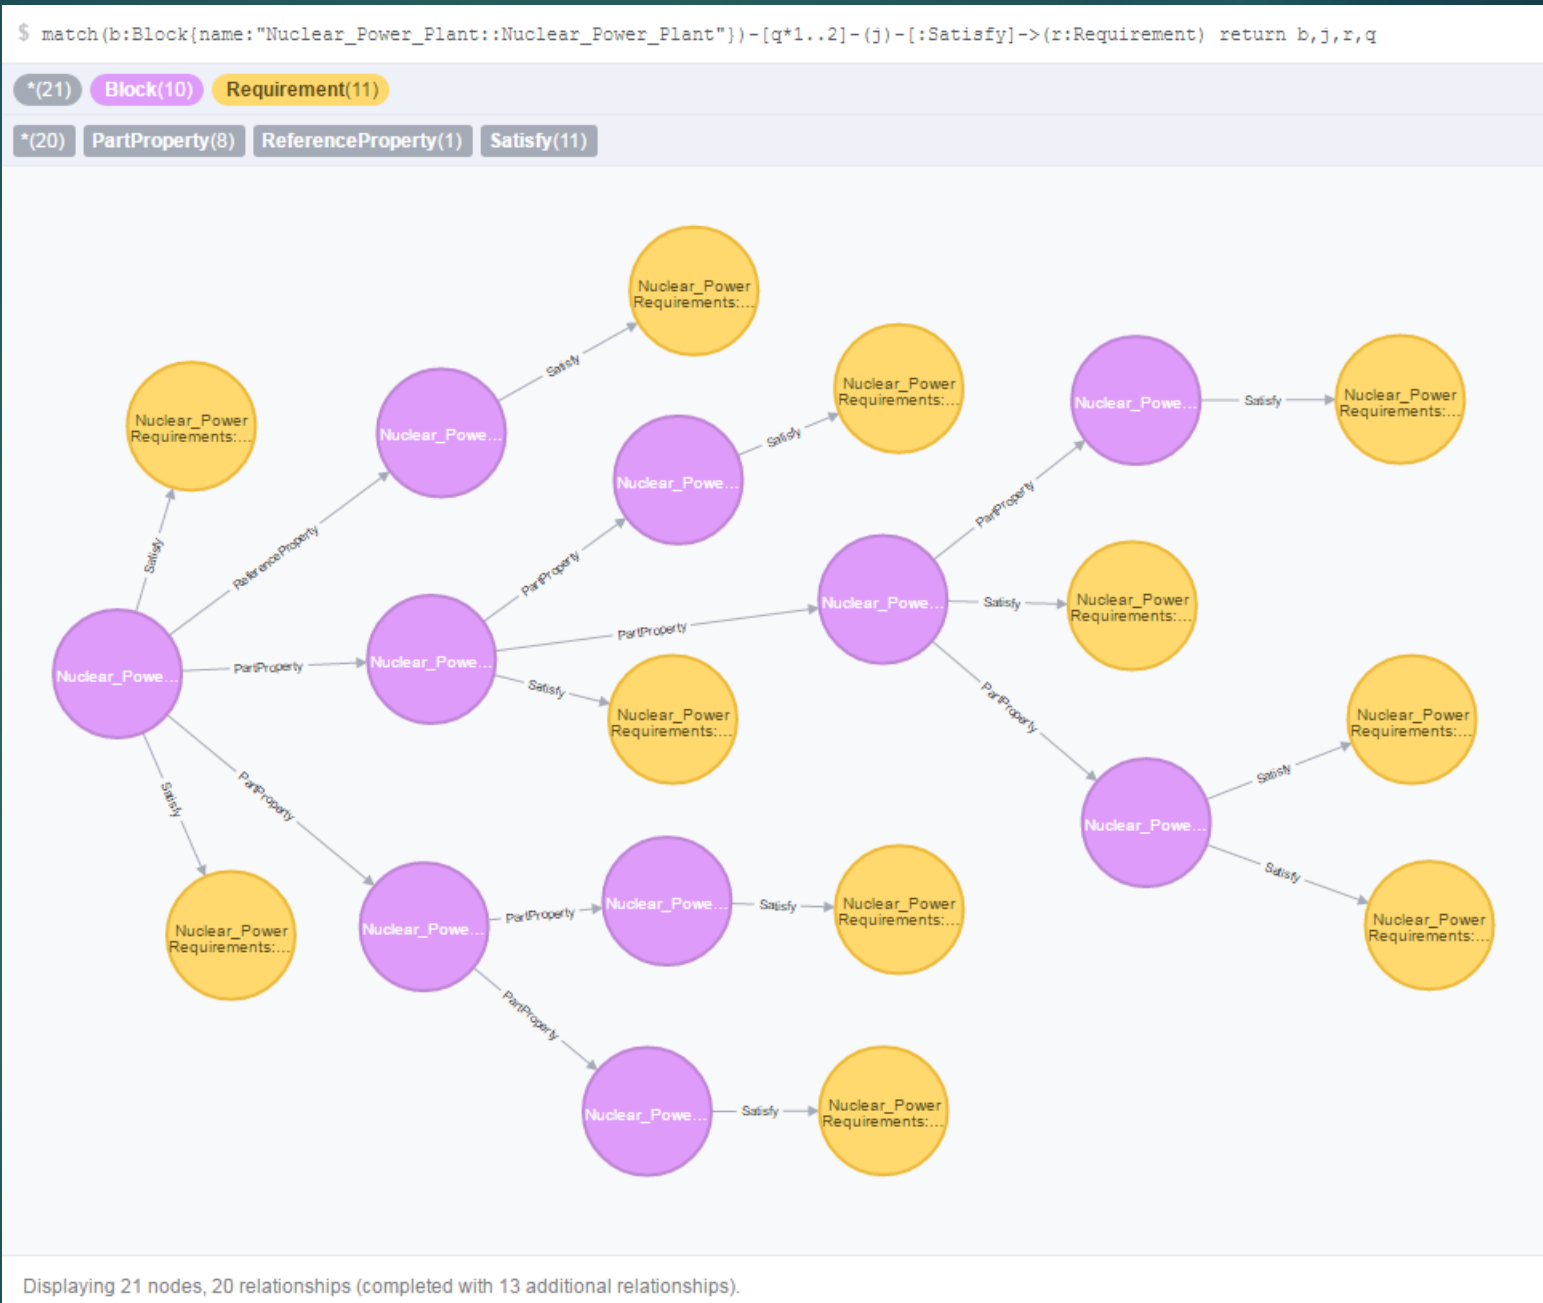 $ match(b:Block{name:"Nuclear_Power_Plant::Nuclear_Power_Plant"})-[q*1..2]-(j)-[:Satisfy]->(r:Requirement) return b,j,r,q
*(21) Block(10) Requirement(11)
*(20) PartProperty(8) ReferenceProperty(1) Satisfy(11)
Nuclear_Power
Requirements:...
Satisfy
Nuclear_Power
Requirements:...
Nuclear_Powe...
Satisfy
Nuclear_Power
Requirements:...
Nuclear_Powe...
Satisfy
Nuclear_Power
Requirements:...
Nuclear_Powe...
Satisfy
Nuclear_Power
Requirements:...
Satisfy
ReferenceProperty
PartProperty
PartProperty
Nuclear_Powe...
Satisfy
Nuclear_Power
Requirements:...
Nuclear_Powe...
PartProperty
Nuclear_Powe...
PartProperty
Satisfy
Nuclear_Power
Requirements:...
PartProperty
Nuclear_Power
Requirements:...
Satisfy
Nuclear_Powe...
Satisfy
Nuclear_Power
Requirements:...
Satisfy
PartProperty
Nuclear_Power
Requirements:...
Nuclear_Powe...
PartProperty
Nuclear_Powe...
Satisfy
Nuclear_Power
Requirements:...
PartProperty
Nuclear_Powe...
Satisfy
Nuclear_Power
Requirements:...
Displaying 21 nodes, 20 relationships (completed with 13 additional relationships).